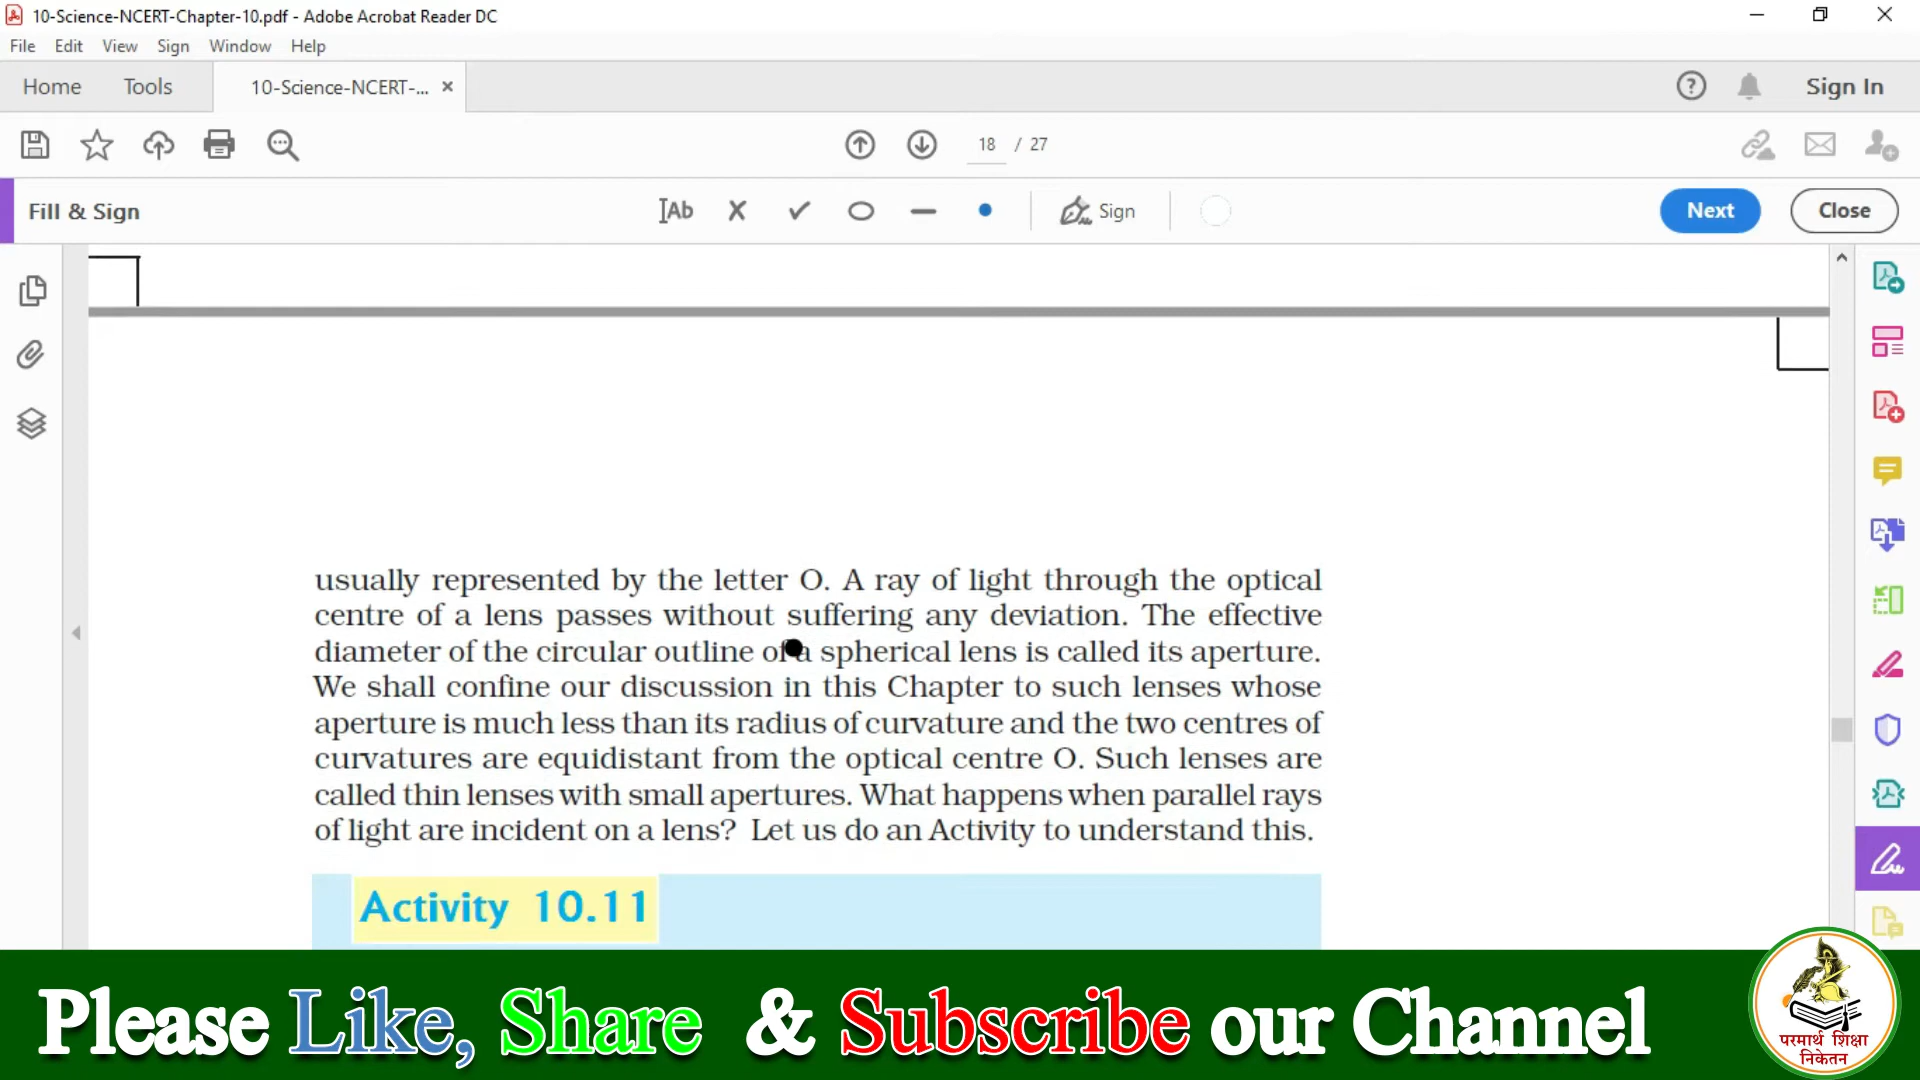 10-Science-NCERT-Chapter-10.pdf - Adobe Acrobat Reader DC
File Edit View Sign Window Help
Home Tools 10-Science-NCERT-... × Sign In
18 / 27
Fill & Sign Ab Sign Next Close
usually represented by the letter O. A ray of light through the optical
centre of a lens passes without suffering any deviation. The effective
diameter of the circular outline of a spherical lens is called its aperture.
We shall confine our discussion in this Chapter to such lenses whose
aperture is much less than its radius of curvature and the two centres of
curvatures are equidistant from the optical centre O. Such lenses are
called thin lenses with small apertures. What happens when parallel rays
of light are incident on a lens? Let us do an Activity to understand this.
Activity 10.11
Please Like, Share & Subscribe our Channel
परमार्थ शिक्षा
निकेतन